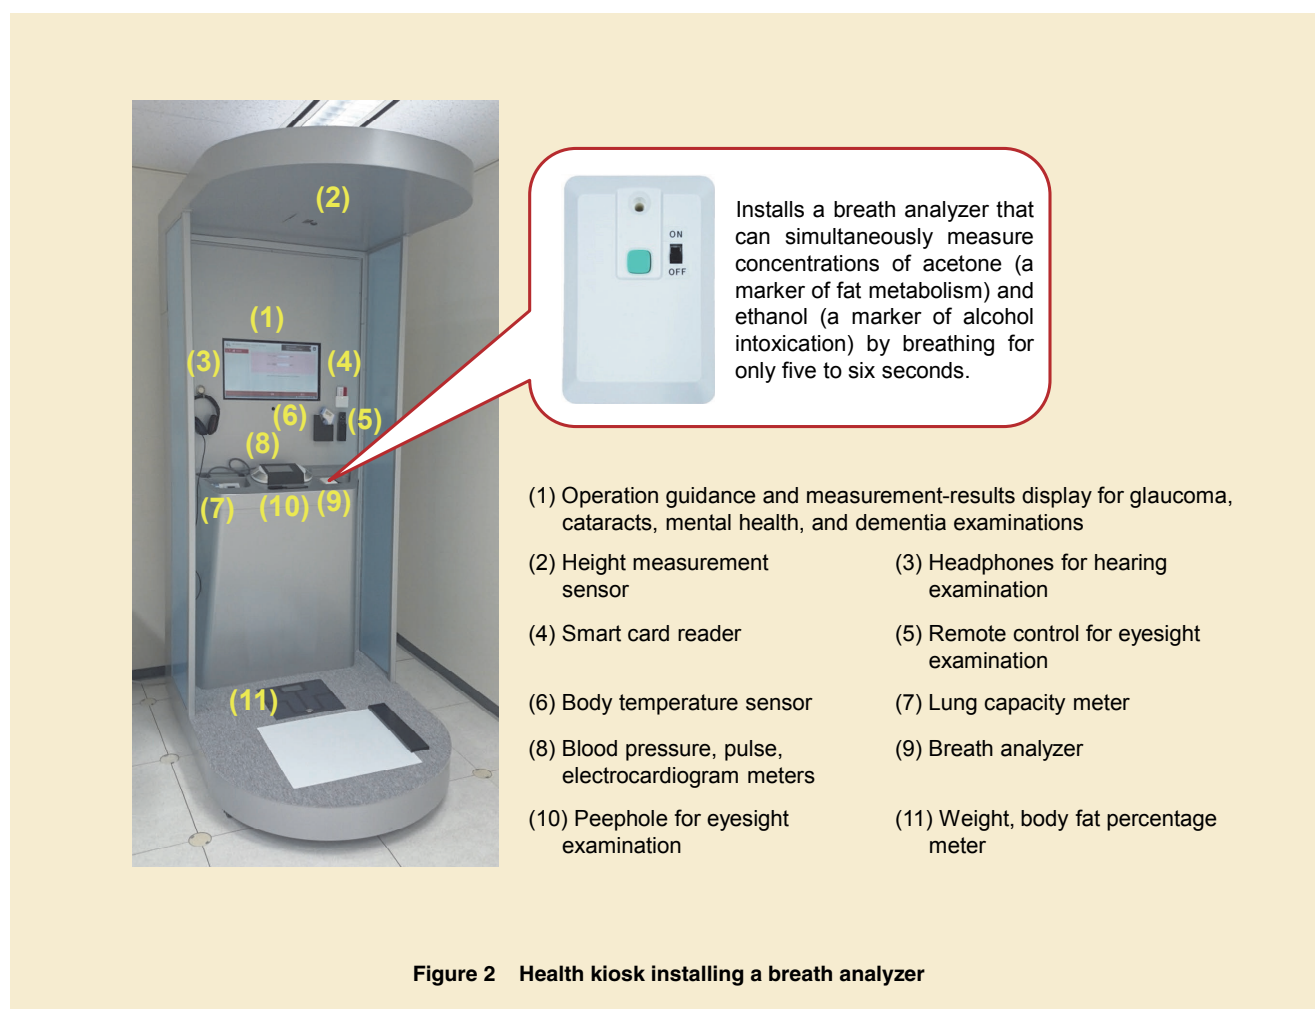 (2)
(1)
(3)
(4)
(6)
(5)
(8)
(7)
(10)
(9)
(11)
ON
OFF
Installs a breath analyzer that
can simultaneously measure
concentrations of acetone (a
marker of fat metabolism) and
ethanol (a marker of alcohol
intoxication) by breathing for
only five to six seconds.
(1) Operation guidance and measurement-results display for glaucoma,
cataracts, mental health, and dementia examinations
(2) Height measurement
sensor
(3) Headphones for hearing
examination
(4) Smart card reader
(5) Remote control for eyesight
examination
(6) Body temperature sensor
(7) Lung capacity meter
(8) Blood pressure, pulse,
electrocardiogram meters
(9) Breath analyzer
(10) Peephole for eyesight
examination
(11) Weight, body fat percentage
meter
Figure 2 Health kiosk installing a breath analyzer